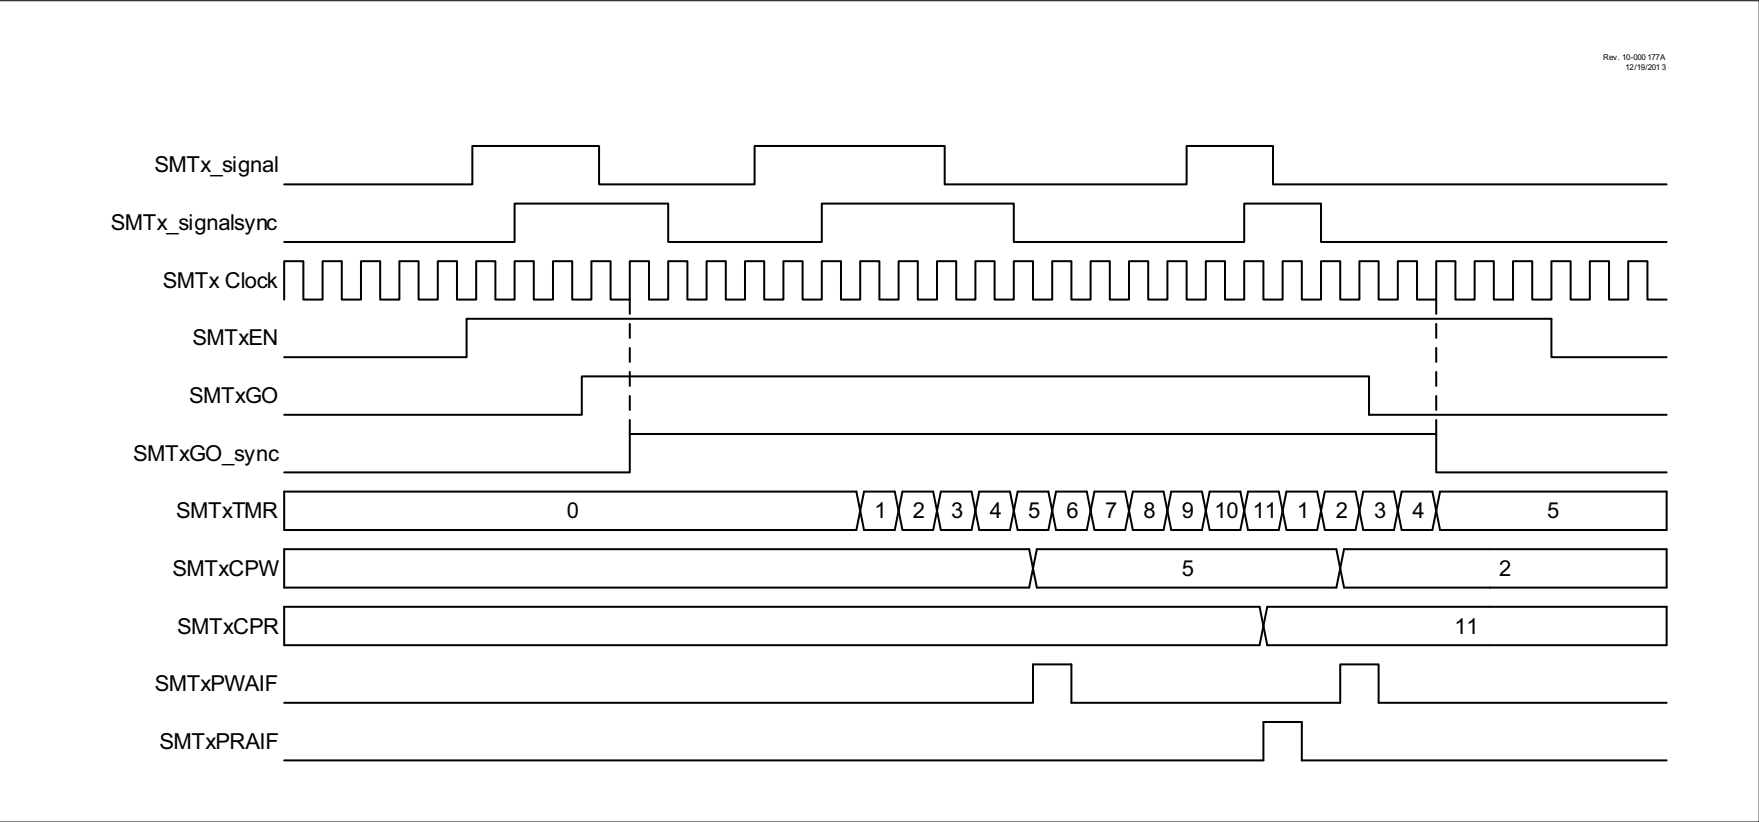 Rev. 10-000 177A
12/19/201 3
SMTx_signal
SMTx_signalsync
SMTx Clock
SMTxEN
SMTxGO
SMTxGO_sync
SMTxTMR 0 1 2 3 4 5 6 7 8 9 10 11 1 2 3 4 5
SMTxCPW 5 2
SMTxCPR 11
SMTxPWAIF
SMTxPRAIF